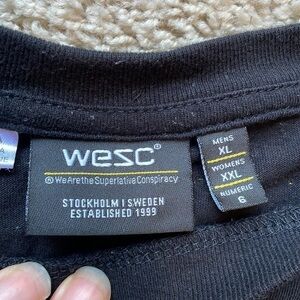 wesc®
® WeAretheSuperlativeConspiracy
STOCKHOLM I SWEDEN
ESTABLISHED 1999
MENS
XL
WOMENS
XXL
NUMERIC
6